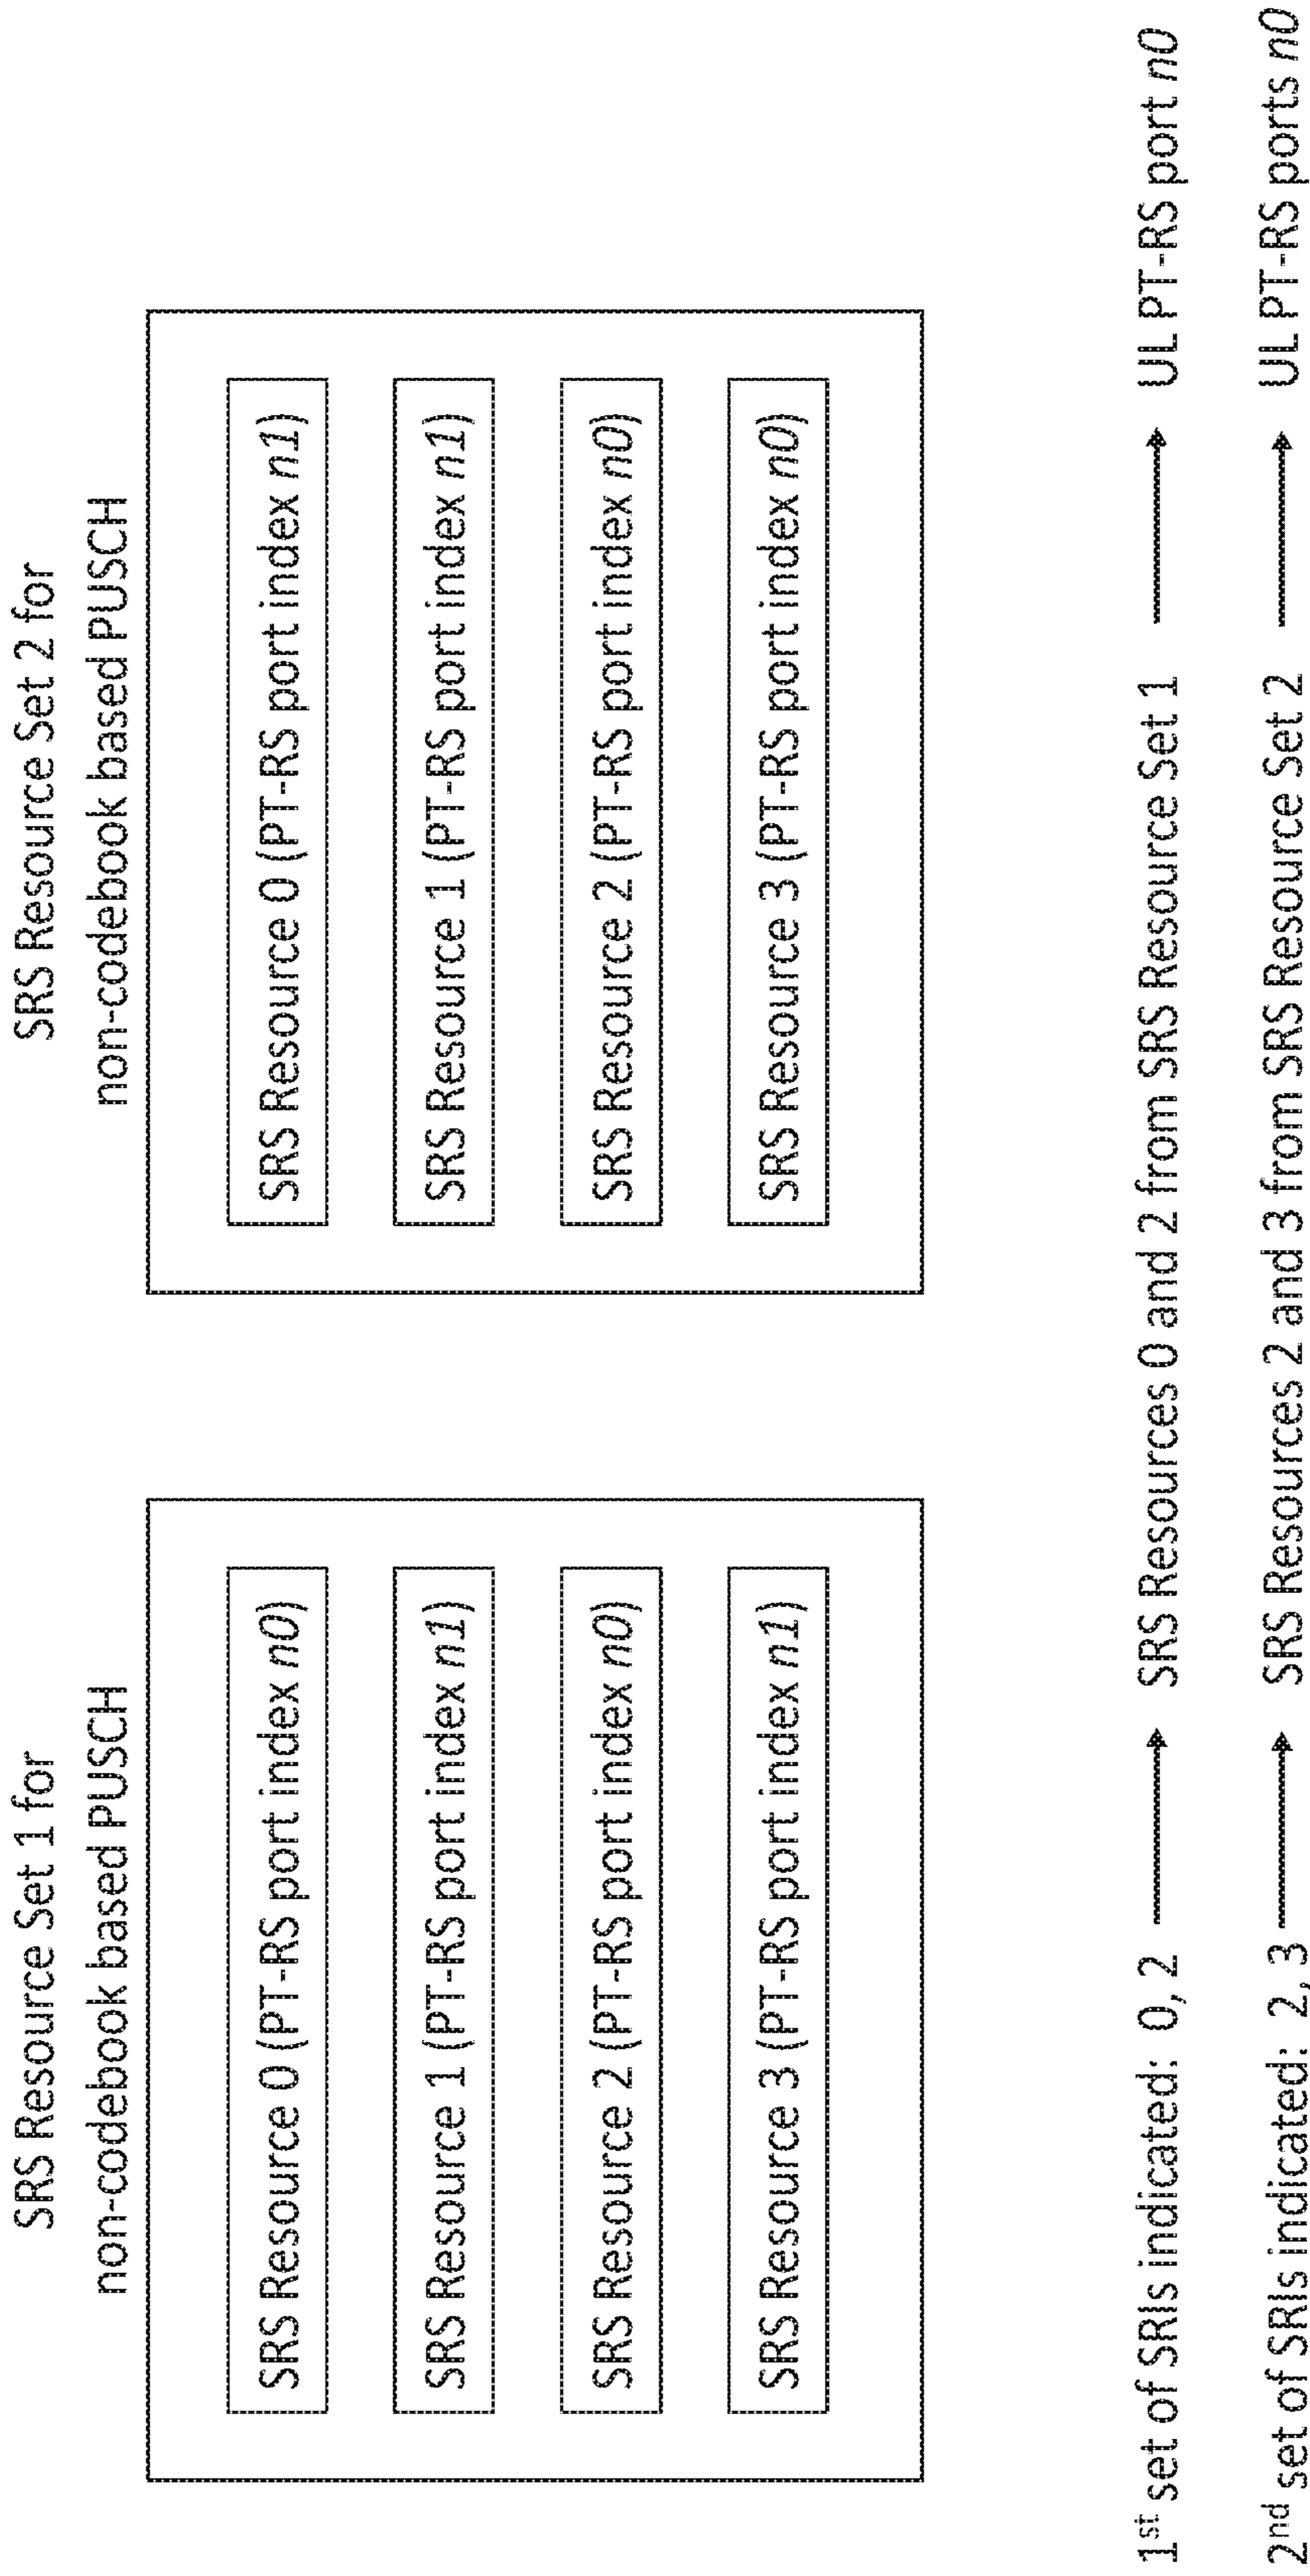 SRS Resource Set 1 for
non-codebook based PUSCH
SRS Resource 0 (PT-RS port index n0)
SRS Resource 1 (PT-RS port index n1)
SRS Resource 2 (PT-RS port index n0)
SRS Resource 3 (PT-RS port index n1)
SRS Resource Set 2 for
non-codebook based PUSCH
SRS Resource 0 (PT-RS port index n1)
SRS Resource 1 (PT-RS port index n1)
SRS Resource 2 (PT-RS port index n0)
SRS Resource 3 (PT-RS port index n0)
1st set of SRIs indicated: 0, 2 → SRS Resources 0 and 2 from SRS Resource Set 1 → UL PT-RS port n0
2nd set of SRIs indicated: 2, 3 → SRS Resources 2 and 3 from SRS Resource Set 2 → UL PT-RS ports n0